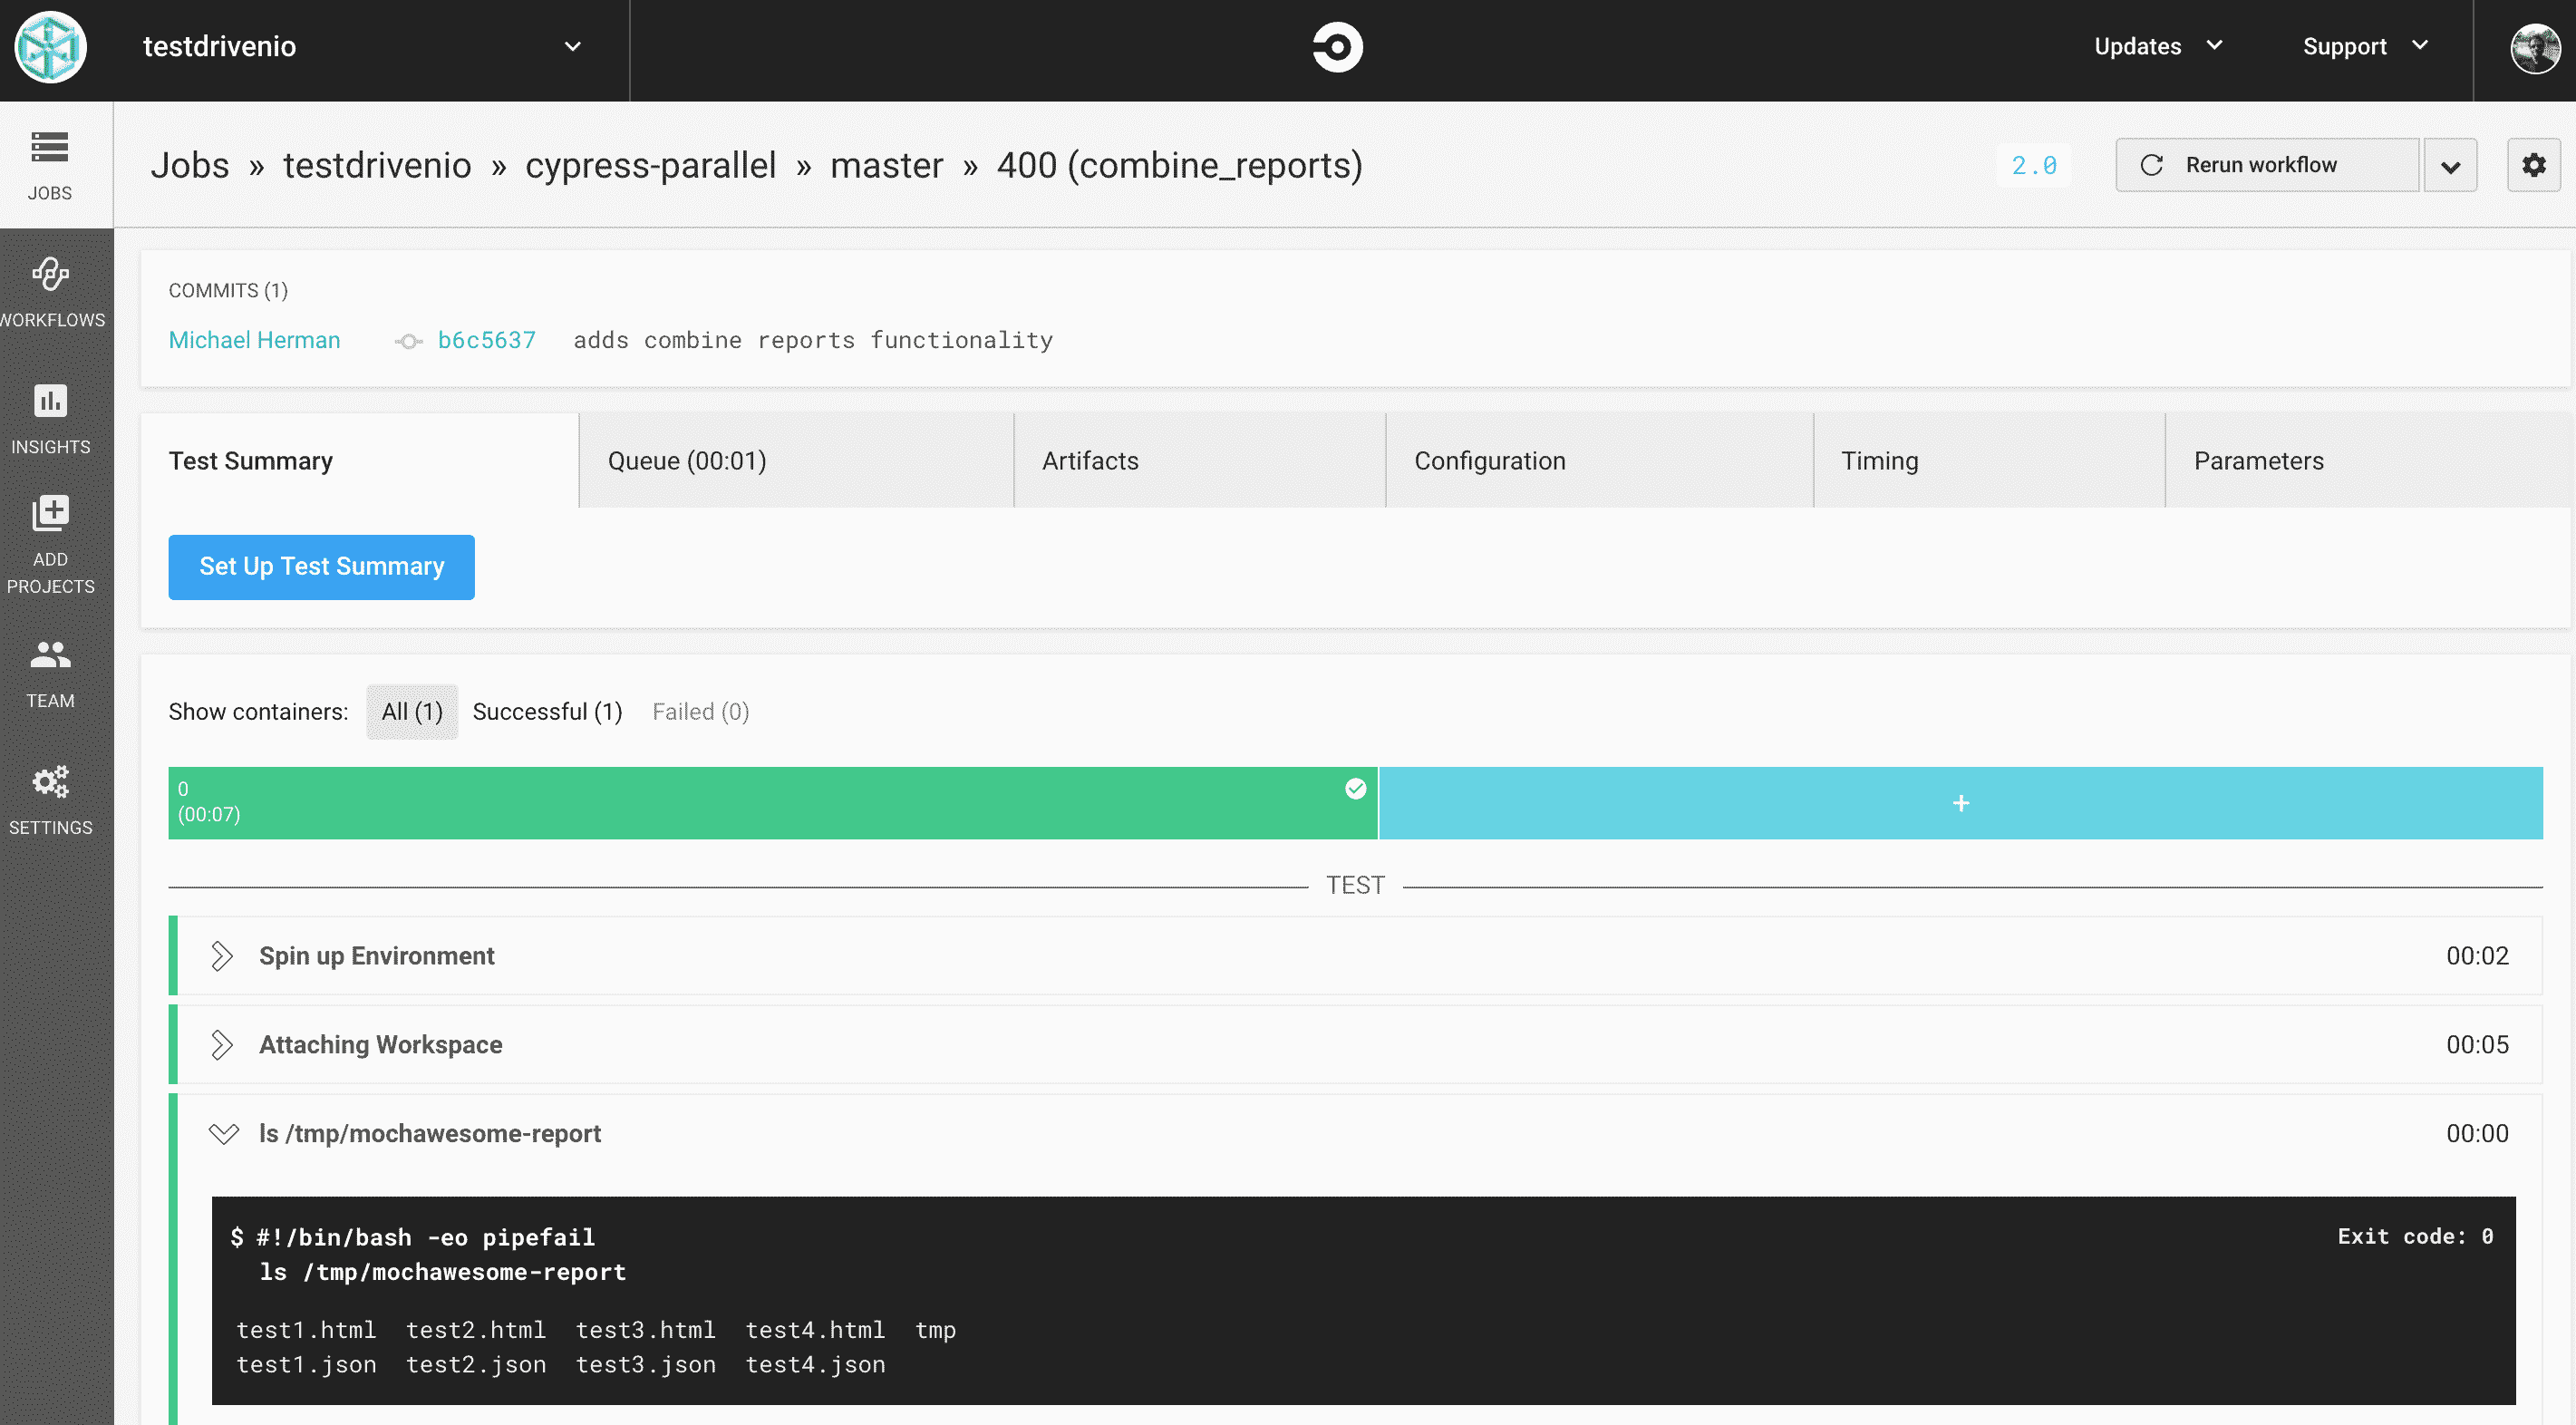 testdrivenio
Updates
Support
JOBS
WORKFLOWS
INSIGHTS
ADD
PROJECTS
TEAM
SETTINGS
Jobs » testdrivenio » cypress-parallel » master » 400 (combine_reports)
2.0
Rerun workflow
COMMITS (1)
Michael Herman b6c5637 adds combine reports functionality
Test Summary
Queue (00:01)
Artifacts
Configuration
Timing
Parameters
Set Up Test Summary
Show containers: All (1) Successful (1) Failed (0)
0
(00:07)
+
TEST
Spin up Environment 00:02
Attaching Workspace 00:05
ls /tmp/mochawesome-report 00:00
$ #!/bin/bash -eo pipefail Exit code: 0
ls /tmp/mochawesome-report
test1.html test2.html test3.html test4.html tmp
test1.json test2.json test3.json test4.json